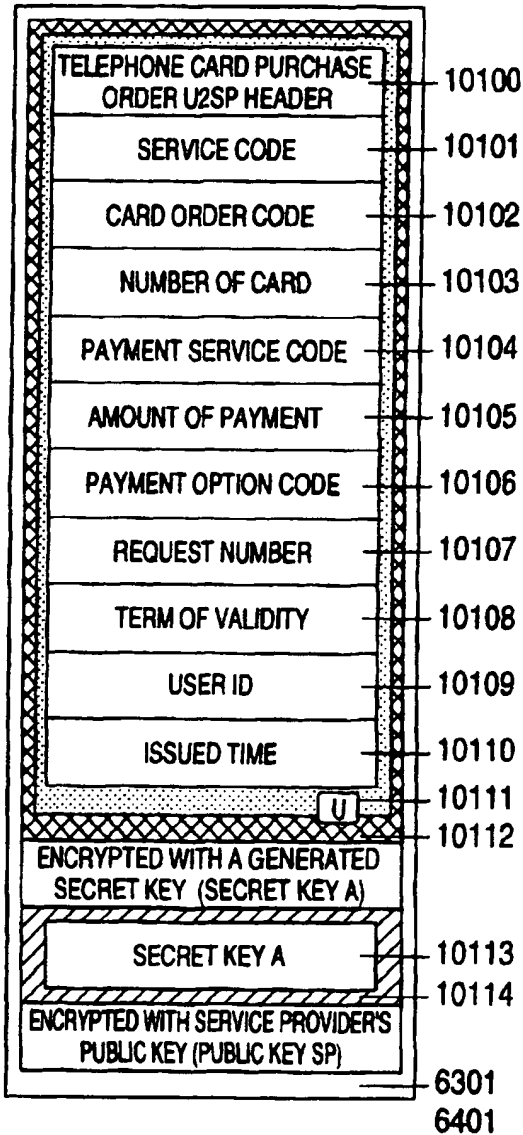 TELEPHONE CARD PURCHASE
ORDER U2SP HEADER
10100
SERVICE CODE
10101
CARD ORDER CODE
10102
NUMBER OF CARD
10103
PAYMENT SERVICE CODE
10104
AMOUNT OF PAYMENT
10105
PAYMENT OPTION CODE
10106
REQUEST NUMBER
10107
TERM OF VALIDITY
10108
USER ID
10109
ISSUED TIME
10110
U
10111
10112
ENCRYPTED WITH A GENERATED
SECRET KEY (SECRET KEY A)
SECRET KEY A
10113
10114
ENCRYPTED WITH SERVICE PROVIDER'S
PUBLIC KEY (PUBLIC KEY SP)
6301
6401